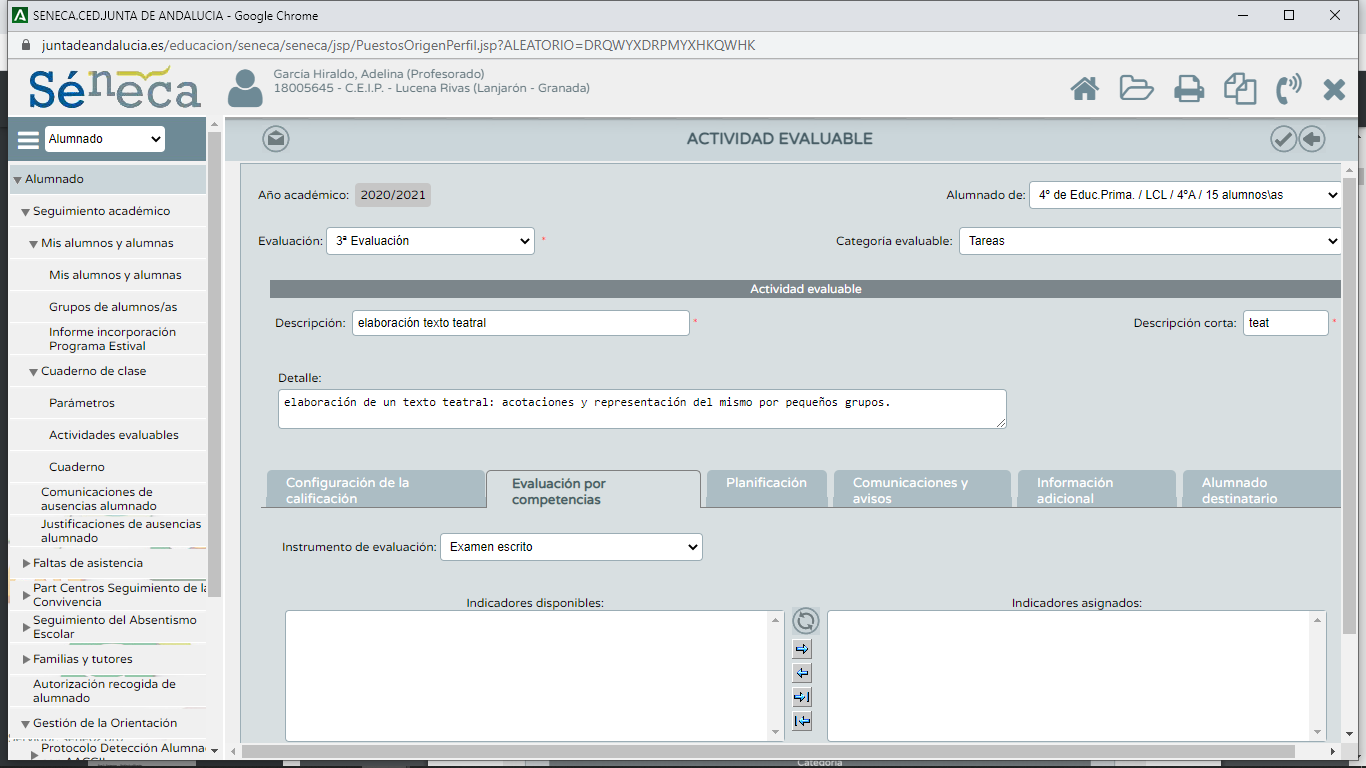 SENECA.CED.JUNTA DE ANDALUCIA - Google Chrome
juntadeandalucia.es/educacion/seneca/seneca/jsp/PuestosOrigenPerfil.jsp?ALEATORIO=DRQWYXDRPMYXHKQWHK
Séneca
García Hiraldo, Adelina (Profesorado)
18005645 - C.E.I.P. - Lucena Rivas (Lanjarón - Granada)
Alumnado
ACTIVIDAD EVALUABLE
Alumnado
Seguimiento académico
Mis alumnos y alumnas
Mis alumnos y alumnas
Grupos de alumnos/as
Informe incorporación
Programa Estival
Cuaderno de clase
Parámetros
Actividades evaluables
Cuaderno
Comunicaciones de
ausencias alumnado
Justificaciones de ausencias
alumnado
Faltas de asistencia
Part Centros Seguimiento de la
Convivencia
Seguimiento del Absentismo
Escolar
Familias y tutores
Autorización recogida de
alumnado
Gestión de la Orientación
Protocolo Detección Alumna
Año académico: 2020/2021
Alumnado de: 4º de Educ.Prima. / LCL / 4ºA / 15 alumnos\as
Evaluación: 3ª Evaluación *
Categoría evaluable: Tareas
Actividad evaluable
Descripción: elaboración texto teatral *
Descripción corta: teat *
Detalle:
elaboración de un texto teatral: acotaciones y representación del mismo por pequeños grupos.
Configuración de la
calificación
Evaluación por
competencias
Planificación
Comunicaciones y
avisos
Información
adicional
Alumnado
destinatario
Instrumento de evaluación: Examen escrito
Indicadores disponibles:
Indicadores asignados:
Categoría